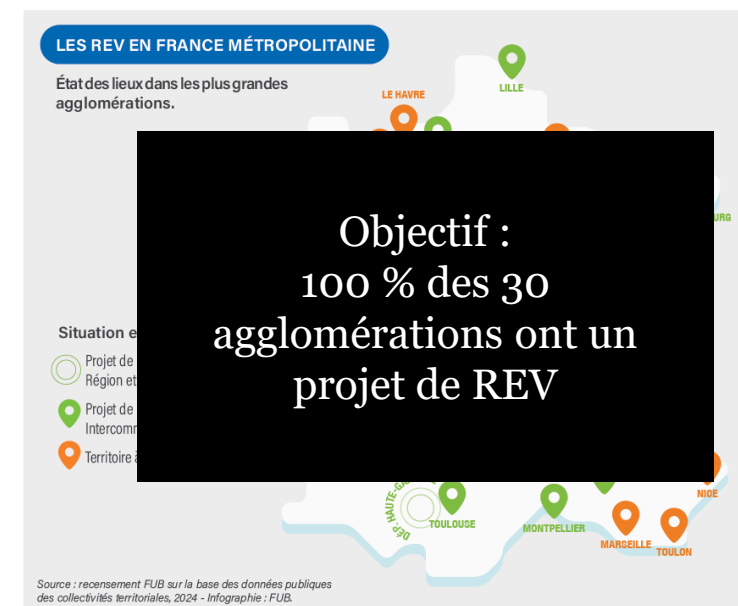 LES REV EN FRANCE MÉTROPOLITAINE
État des lieux dans les plus grandes
agglomérations.
LE HAVRE
LILLE
Objectif :
100 % des 30
agglomérations ont un
projet de REV
Situation
Projet de
Région et
Projet de
Territoire
DÉP.
TOULOUSE
MONTPELLIER
MARSEILLE
TOULON
NICE
Source : recensement FUB sur la base des données publiques
des collectivités territoriales, 2024 - Infographie : FUB.